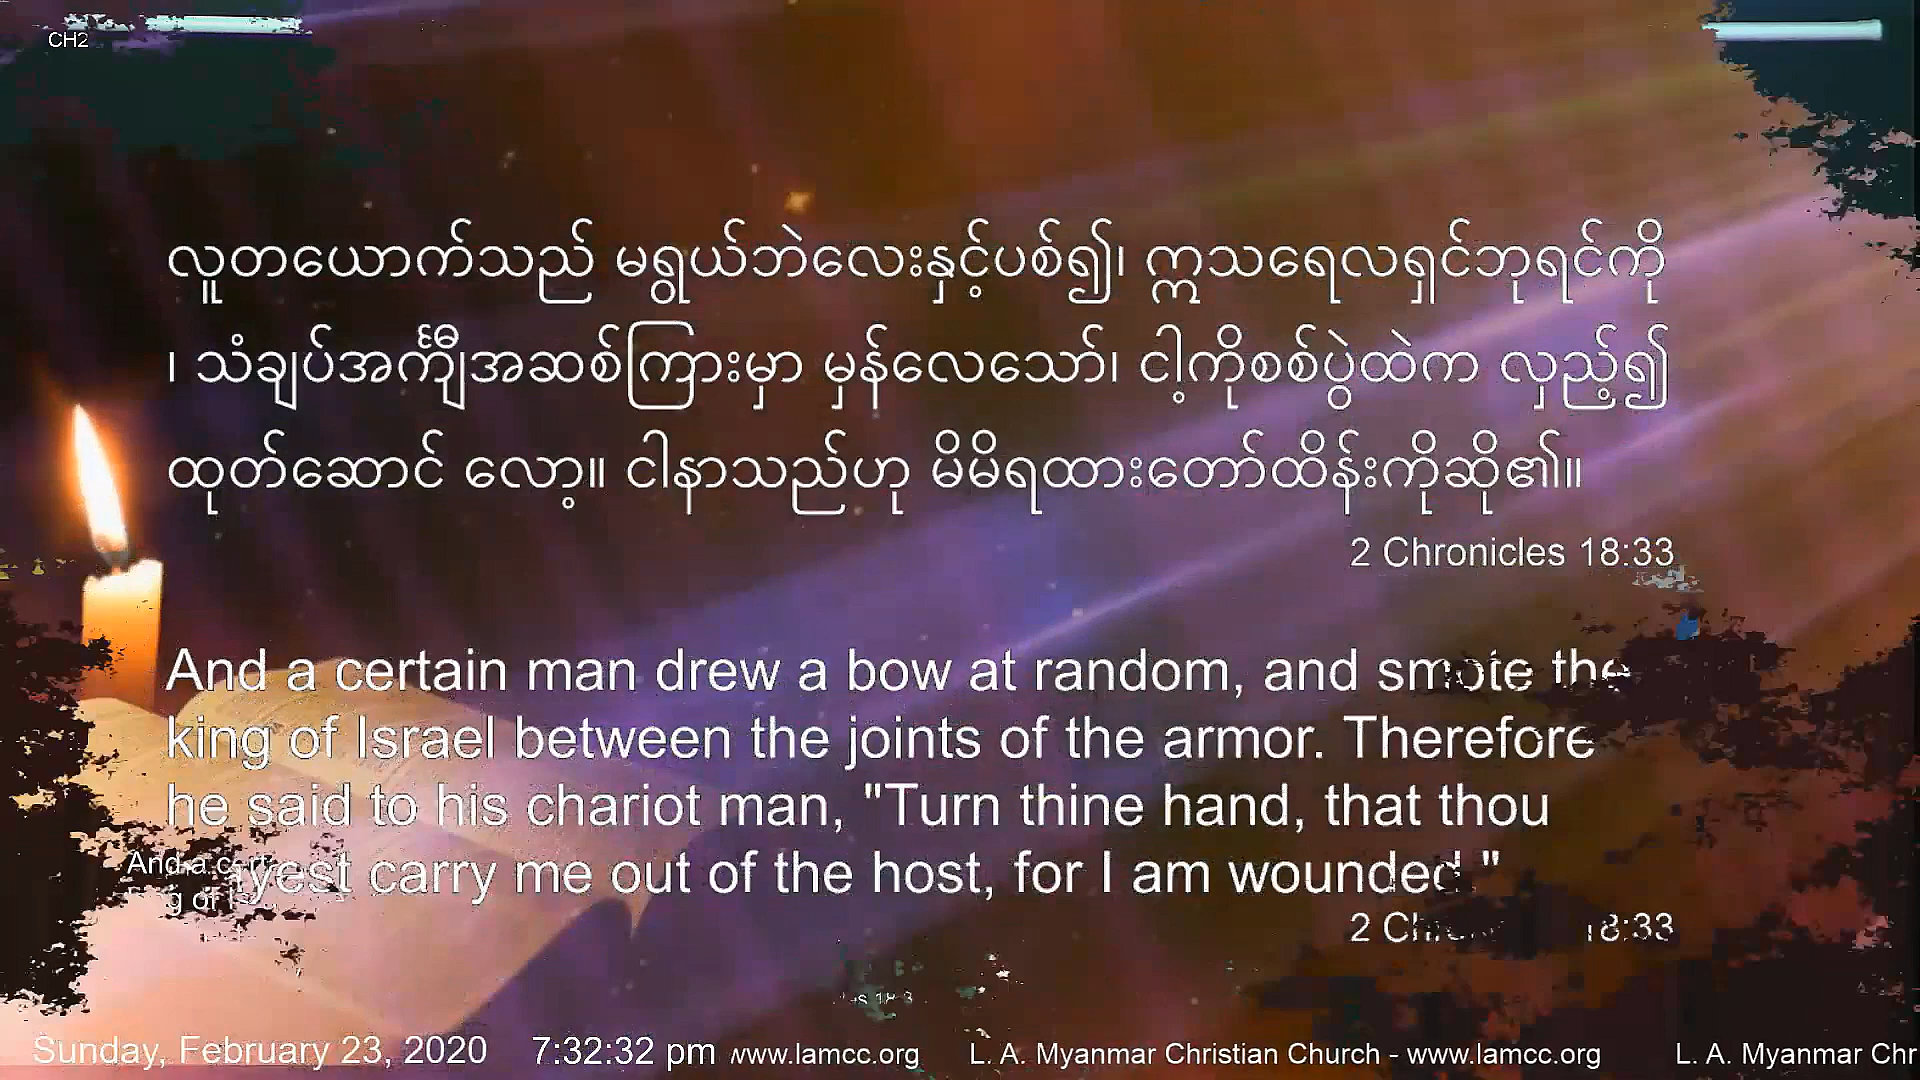 CH2
လူတယောက်သည် မရွယ်ဘဲလေးနှင့်ပစ်၍၊ ဣသရေလရှင်ဘုရင်ကို
၊ သံချပ်အင်္ကျီအဆစ်ကြားမှာ မှန်လေသော်၊ ငါ့ကိုစစ်ပွဲထဲက လှည့်၍
ထုတ်ဆောင် လော့။ ငါနာသည်ဟု မိမိရထားတော်ထိန်းကိုဆို၏။
2 Chronicles 18:33
And a certain man drew a bow at random, and smote the
king of Israel between the joints of the armor. Therefore
he said to his chariot man, "Turn thine hand, that thou
carry me out of the host, for I am wounded."
And a
2 18:33
Sunday, February 23, 2020 7:32:32 pm www.lamcc.org L. A. Myanmar Christian Church - www.lamcc.org L. A. Myanmar Chr